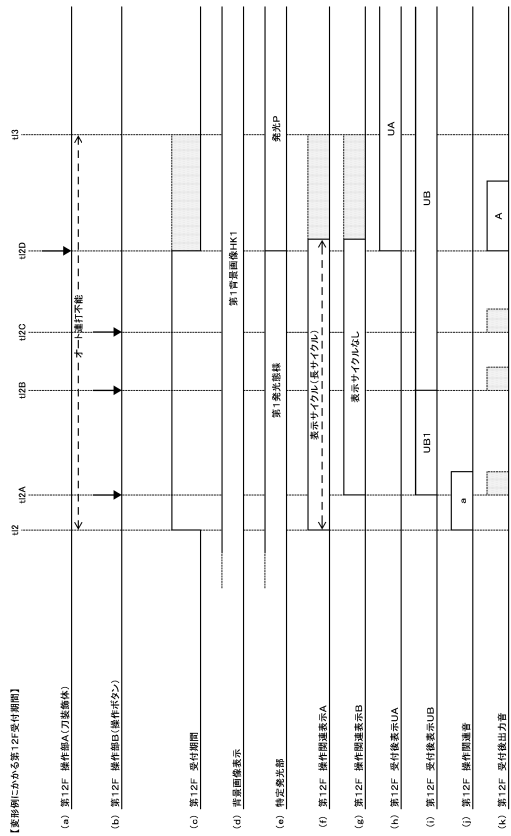 【変形例にかかる第12F受付期間】
tl2
tl2A
tl2B
tl2C
tl2D
tl3
(a) 第12F 操作部A(刀装飾体)
オート連打不能
(b) 第12F 操作部B(操作ボタン)
(c) 第12F 受付期間
(d) 背景画像表示
第1背景画像HK1
(e) 特定発光部
第1発光態様
発光P
(f) 第12F 操作関連表示A
表示サイクル(長サイクル)
(g) 第12F 操作関連表示B
表示サイクルなし
(h) 第12F 受付後表示UA
UA
(i) 第12F 受付後表示UB
UB1
UB
(j) 第12F 操作関連音
a
(k) 第12F 受付後出力音
A